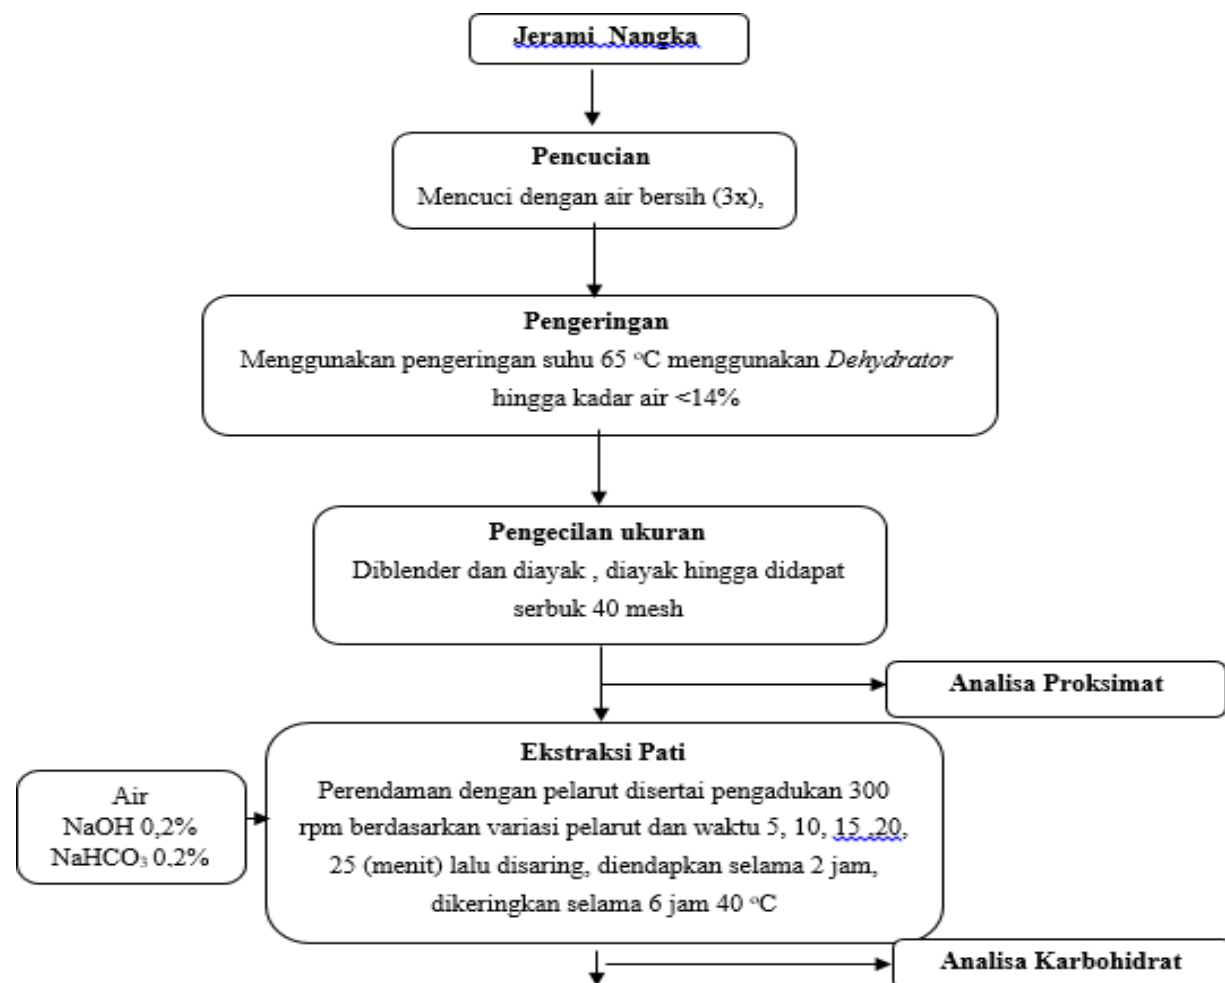 Jerami Nangka
Pencucian
Mencuci dengan air bersih (3x),
Pengeringan
Menggunakan pengeringan suhu 65 °C menggunakan Dehydrator
hingga kadar air <14%
Pengecilan ukuran
Diblender dan diayak , diayak hingga didapat
serbuk 40 mesh
Analisa Proksimat
Ekstraksi Pati
Perendaman dengan pelarut disertai pengadukan 300
rpm berdasarkan variasi pelarut dan waktu 5, 10, 15 ,20,
25 (menit) lalu disaring, diendapkan selama 2 jam,
dikeringkan selama 6 jam 40 °C
Air
NaOH 0,2%
NaHCO₃ 0,2%
Analisa Karbohidrat